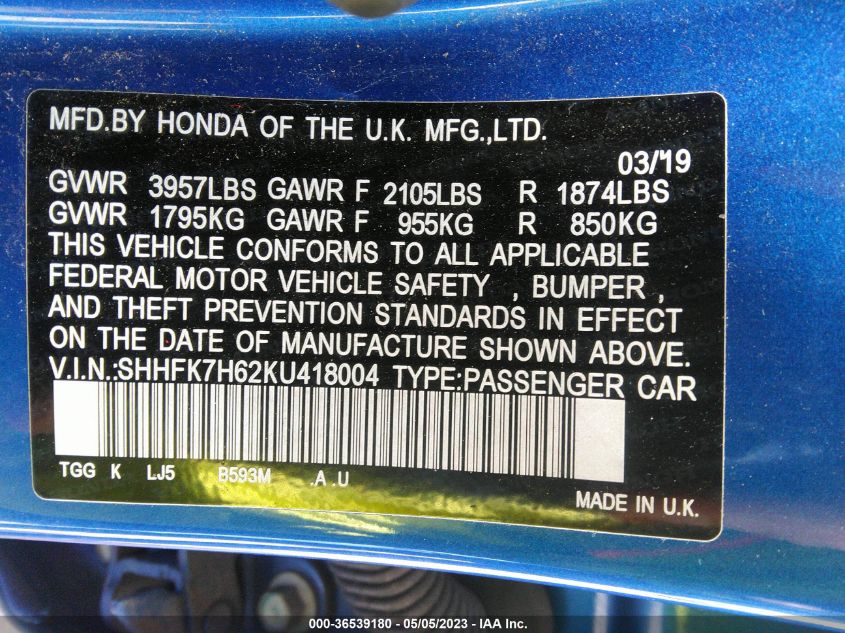 MFD.BY HONDA OF THE U.K. MFG.,LTD.
03/19
GVWR 3957LBS GAWR F 2105LBS R 1874LBS
GVWR 1795KG GAWR F 955KG R 850KG
THIS VEHICLE CONFORMS TO ALL APPLICABLE
FEDERAL MOTOR VEHICLE SAFETY , BUMPER ,
AND THEFT PREVENTION STANDARDS IN EFFECT
ON THE DATE OF MANUFACTURE SHOWN ABOVE.
V.I.N.:SHHFK7H62KU418004 TYPE:PASSENGER CAR
TGG K LJ5 B593M .A .U
MADE IN U.K.
000-36539180 - 05/05/2023 - IAA Inc.